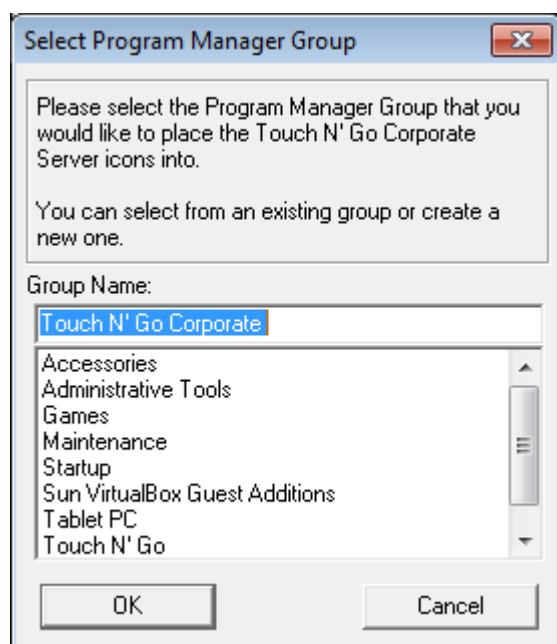 Select Program Manager Group
Please select the Program Manager Group that you
would like to place the Touch N' Go Corporate
Server icons into.
You can select from an existing group or create a
new one.
Group Name:
Touch N' Go Corporate
Accessories
Administrative Tools
Games
Maintenance
Startup
Sun VirtualBox Guest Additions
Tablet PC
Touch N' Go
OK
Cancel